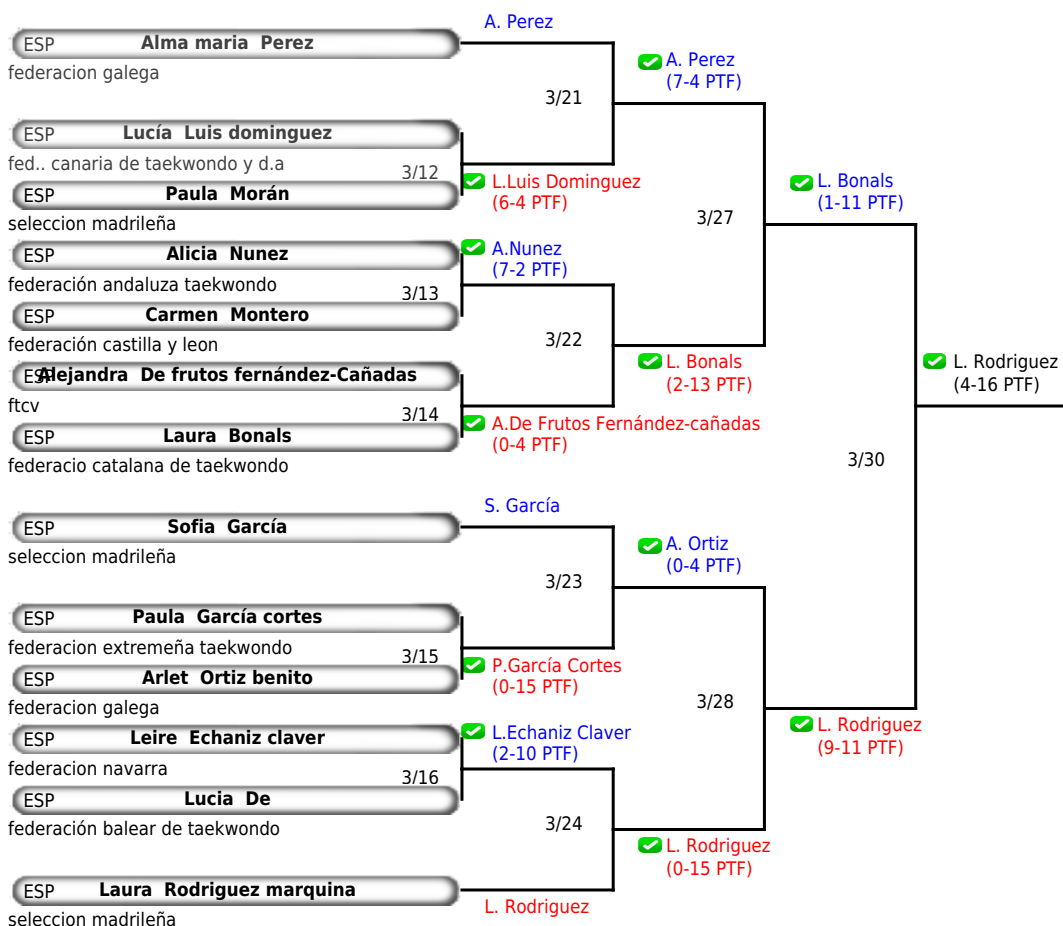 A. Perez
ESP Alma maria Perez
federacion galega
A. Perez
(7-4 PTF)
3/21
ESP Lucía Luis dominguez
fed.. canaria de taekwondo y d.a
3/12
ESP Paula Morán
seleccion madrileña
L.Luis Dominguez
(6-4 PTF)
L. Bonals
(1-11 PTF)
3/27
ESP Alicia Nunez
federación andaluza taekwondo
A.Nunez
(7-2 PTF)
3/13
ESP Carmen Montero
federación castilla y leon
3/22
L. Bonals
(2-13 PTF)
L. Rodriguez
(4-16 PTF)
ESP Alejandra De frutos fernández-Cañadas
ftcv
3/14
ESP Laura Bonals
federacio catalana de taekwondo
A.De Frutos Fernández-cañadas
(0-4 PTF)
3/30
S. García
ESP Sofia García
seleccion madrileña
A. Ortiz
(0-4 PTF)
3/23
ESP Paula García cortes
federacion extremeña taekwondo
3/15
ESP Arlet Ortiz benito
federacion galega
P.García Cortes
(0-15 PTF)
3/28
L. Rodriguez
(9-11 PTF)
ESP Leire Echaniz claver
federacion navarra
L.Echaniz Claver
(2-10 PTF)
3/16
ESP Lucia De
federación balear de taekwondo
3/24
L. Rodriguez
(0-15 PTF)
ESP Laura Rodriguez marquina
seleccion madrileña
L. Rodriguez